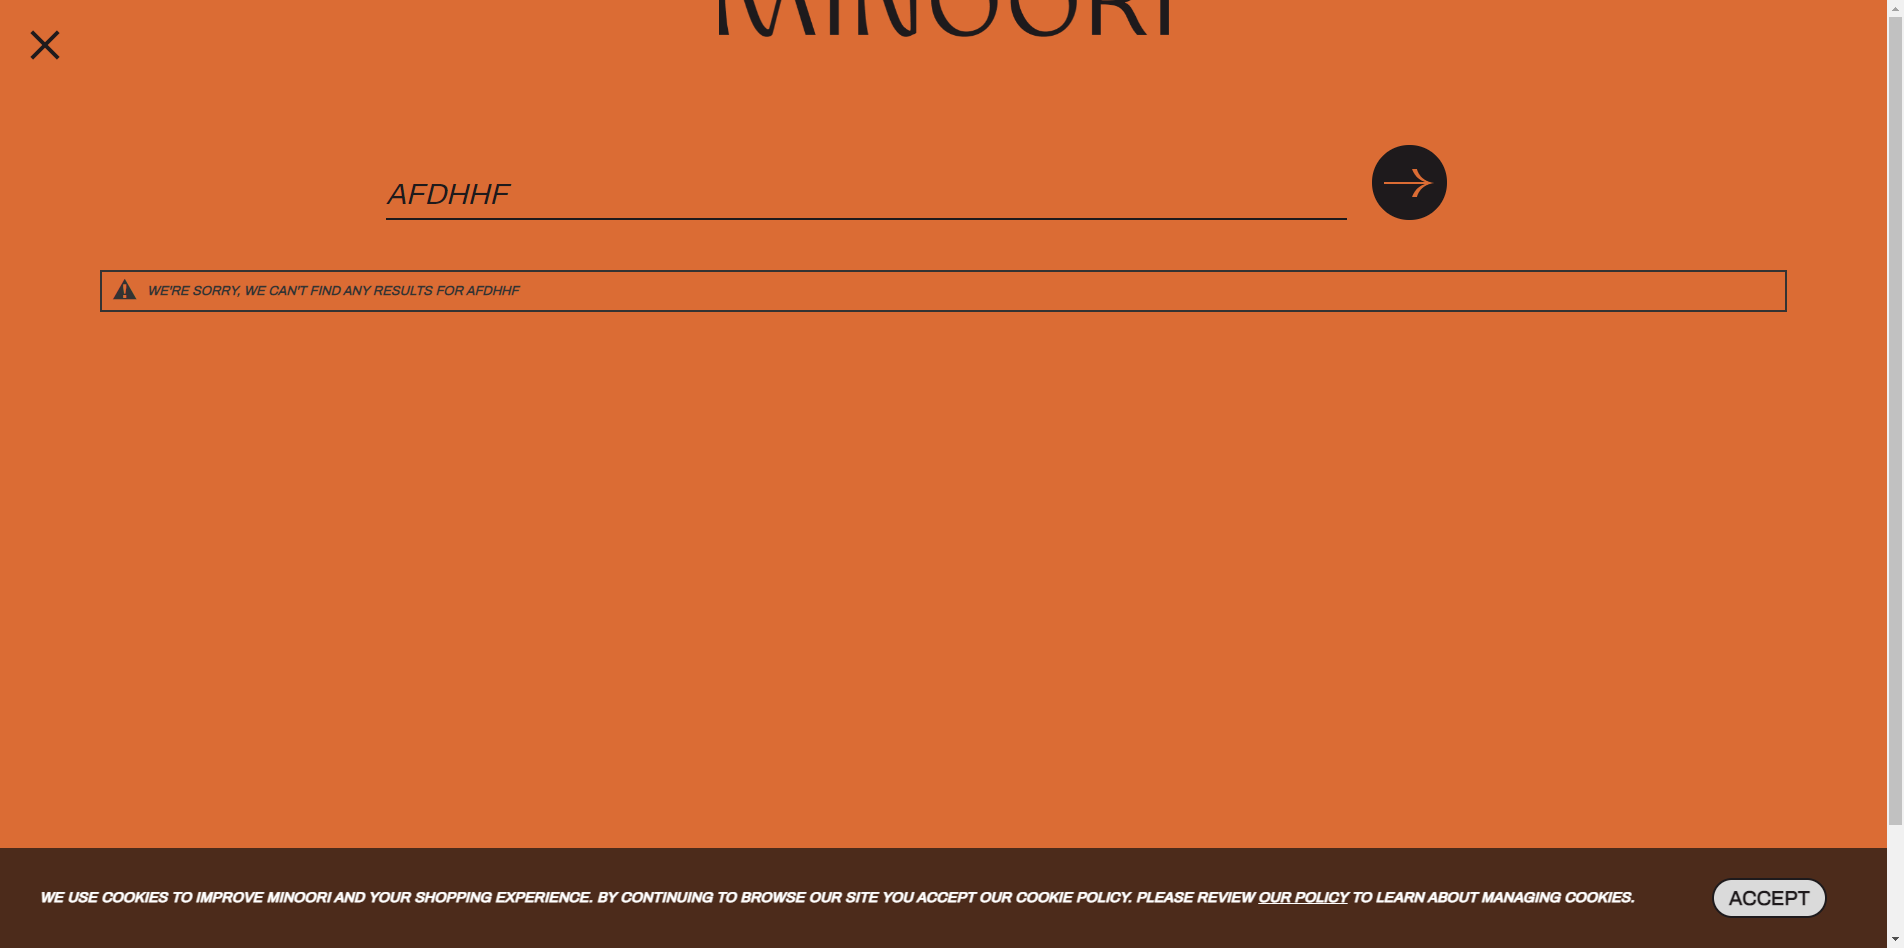 MINOORI
AFDHHF
WE'RE SORRY, WE CAN'T FIND ANY RESULTS FOR AFDHHF
WE USE COOKIES TO IMPROVE MINOORI AND YOUR SHOPPING EXPERIENCE. BY CONTINUING TO BROWSE OUR SITE YOU ACCEPT OUR COOKIE POLICY. PLEASE REVIEW OUR POLICY TO LEARN ABOUT MANAGING COOKIES.
ACCEPT